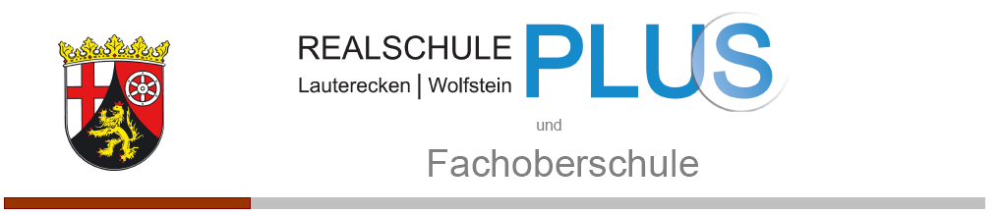 REALSCHULE PLUS
Lauterecken | Wolfstein
und
Fachoberschule